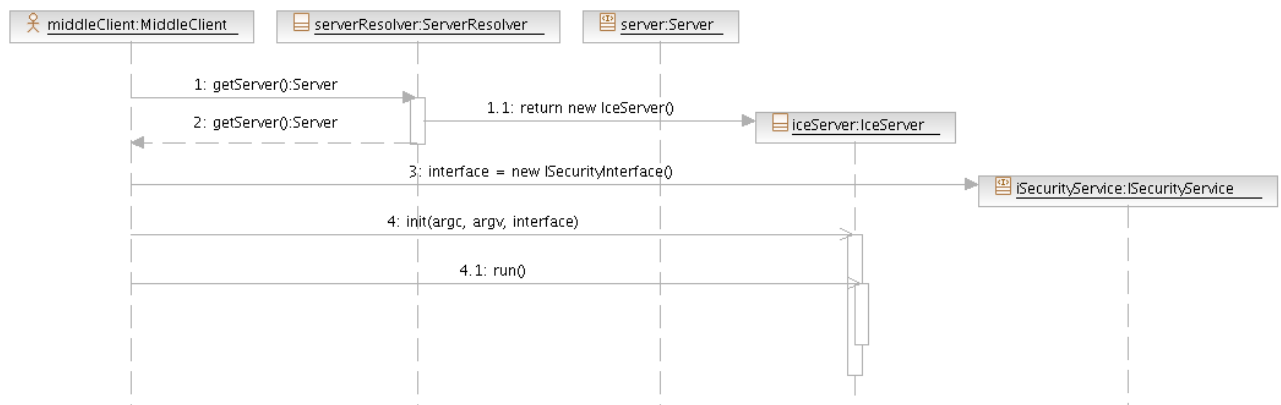 middleClient:MiddleClient
serverResolver:ServerResolver
server:Server
1: getServer():Server
1.1: return new IceServer()
iceServer:IceServer
2: getServer():Server
3: interface = new ISecurityInterface()
iSecurityService:ISecurityService
4: init(argc, argv, interface)
4.1: run()